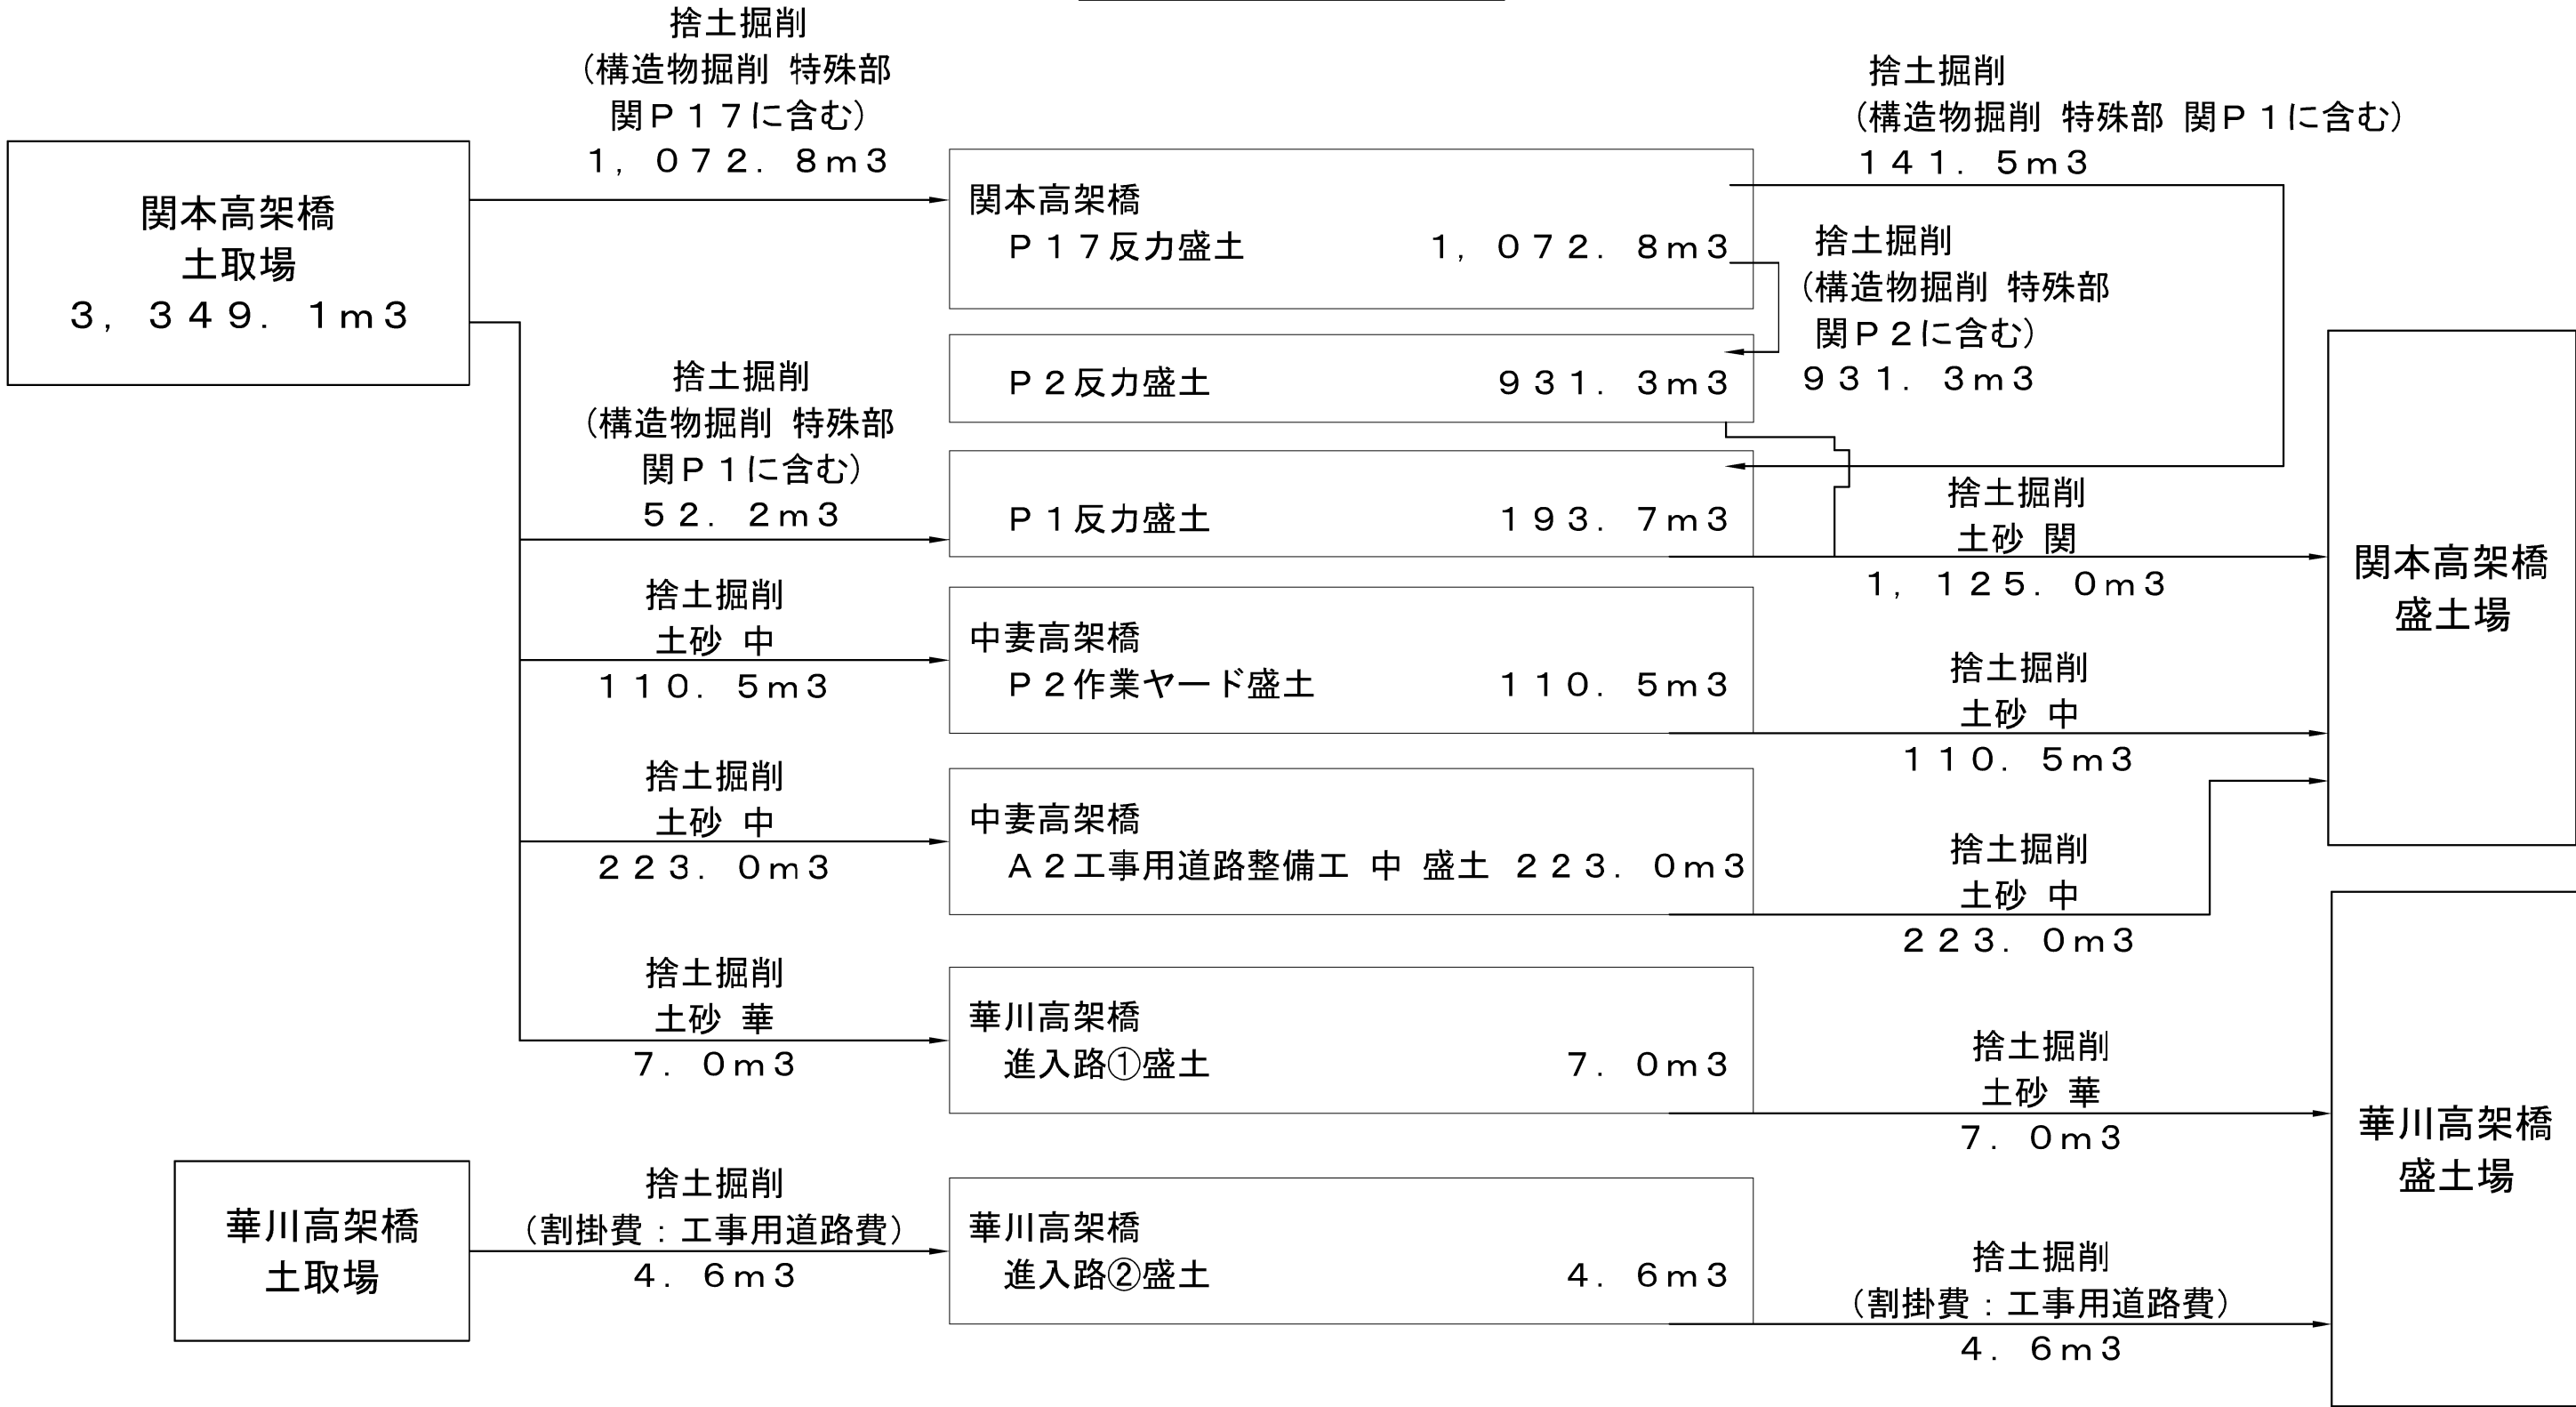 捨土掘削
(構造物掘削 特殊部
関Ｐ１７に含む)
１，０７２．８ｍ３
関本高架橋
土取場
３，３４９．１ｍ３
捨土掘削
(構造物掘削 特殊部
関Ｐ１に含む)
５２．２ｍ３
捨土掘削
土砂 中
１１０．５ｍ３
捨土掘削
土砂 中
２２３．０ｍ３
捨土掘削
土砂 華
７．０ｍ３
華川高架橋
土取場
捨土掘削
(割掛費：工事用道路費)
４．６ｍ３
関本高架橋
Ｐ１７反力盛土 １，０７２．８ｍ３
Ｐ２反力盛土 ９３１．３ｍ３
Ｐ１反力盛土 １９３．７ｍ３
中妻高架橋
Ｐ２作業ヤード盛土 １１０．５ｍ３
中妻高架橋
Ａ２工事用道路整備工 中 盛土 ２２３．０ｍ３
華川高架橋
進入路①盛土 ７．０ｍ３
華川高架橋
進入路②盛土 ４．６ｍ３
捨土掘削
(構造物掘削 特殊部 関Ｐ１に含む)
１４１．５ｍ３
捨土掘削
(構造物掘削 特殊部
関Ｐ２に含む)
９３１．３ｍ３
捨土掘削
土砂 関
１，１２５．０ｍ３
捨土掘削
土砂 中
１１０．５ｍ３
捨土掘削
土砂 中
２２３．０ｍ３
捨土掘削
土砂 華
７．０ｍ３
捨土掘削
(割掛費：工事用道路費)
４．６ｍ３
関本高架橋
盛土場
華川高架橋
盛土場